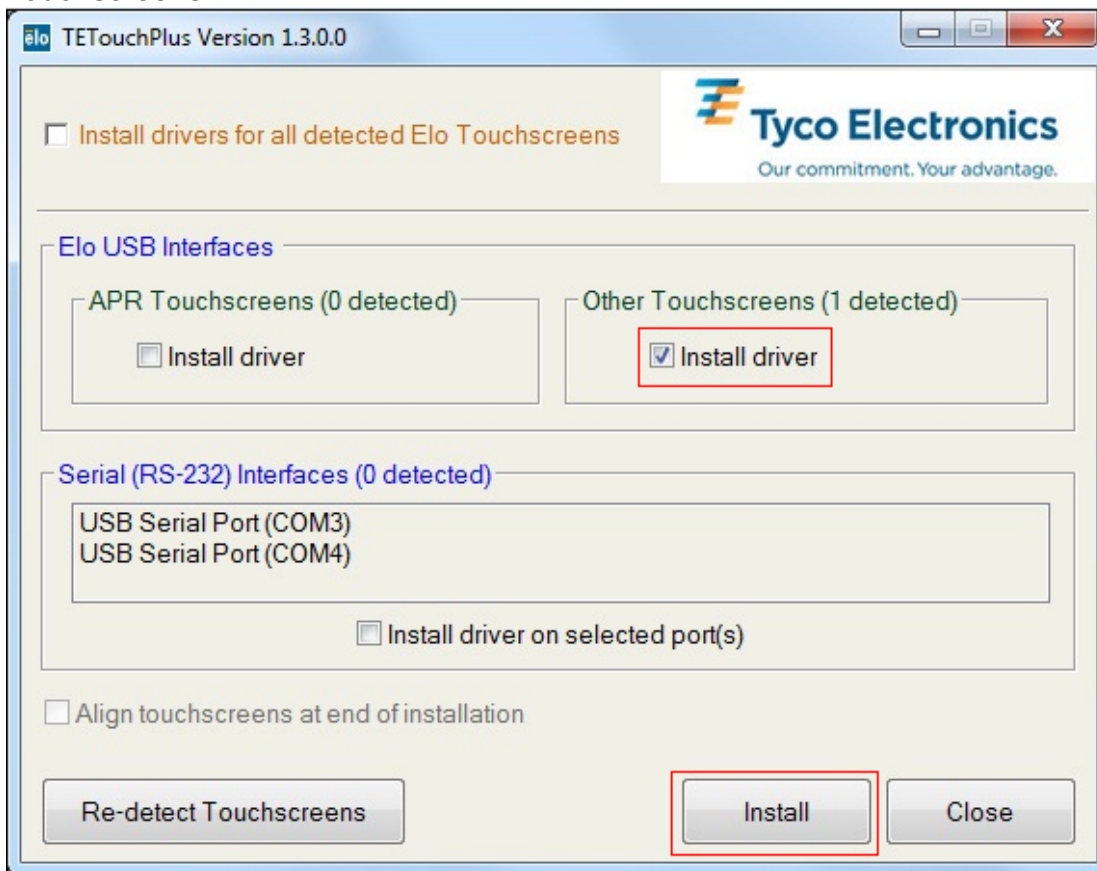 elo TETouchPlus Version 1.3.0.0
Install drivers for all detected Elo Touchscreens
Tyco Electronics
Our commitment. Your advantage.
Elo USB Interfaces
APR Touchscreens (0 detected)
Install driver
Other Touchscreens (1 detected)
Install driver
Serial (RS-232) Interfaces (0 detected)
USB Serial Port (COM3)
USB Serial Port (COM4)
Install driver on selected port(s)
Align touchscreens at end of installation
Re-detect Touchscreens
Install
Close